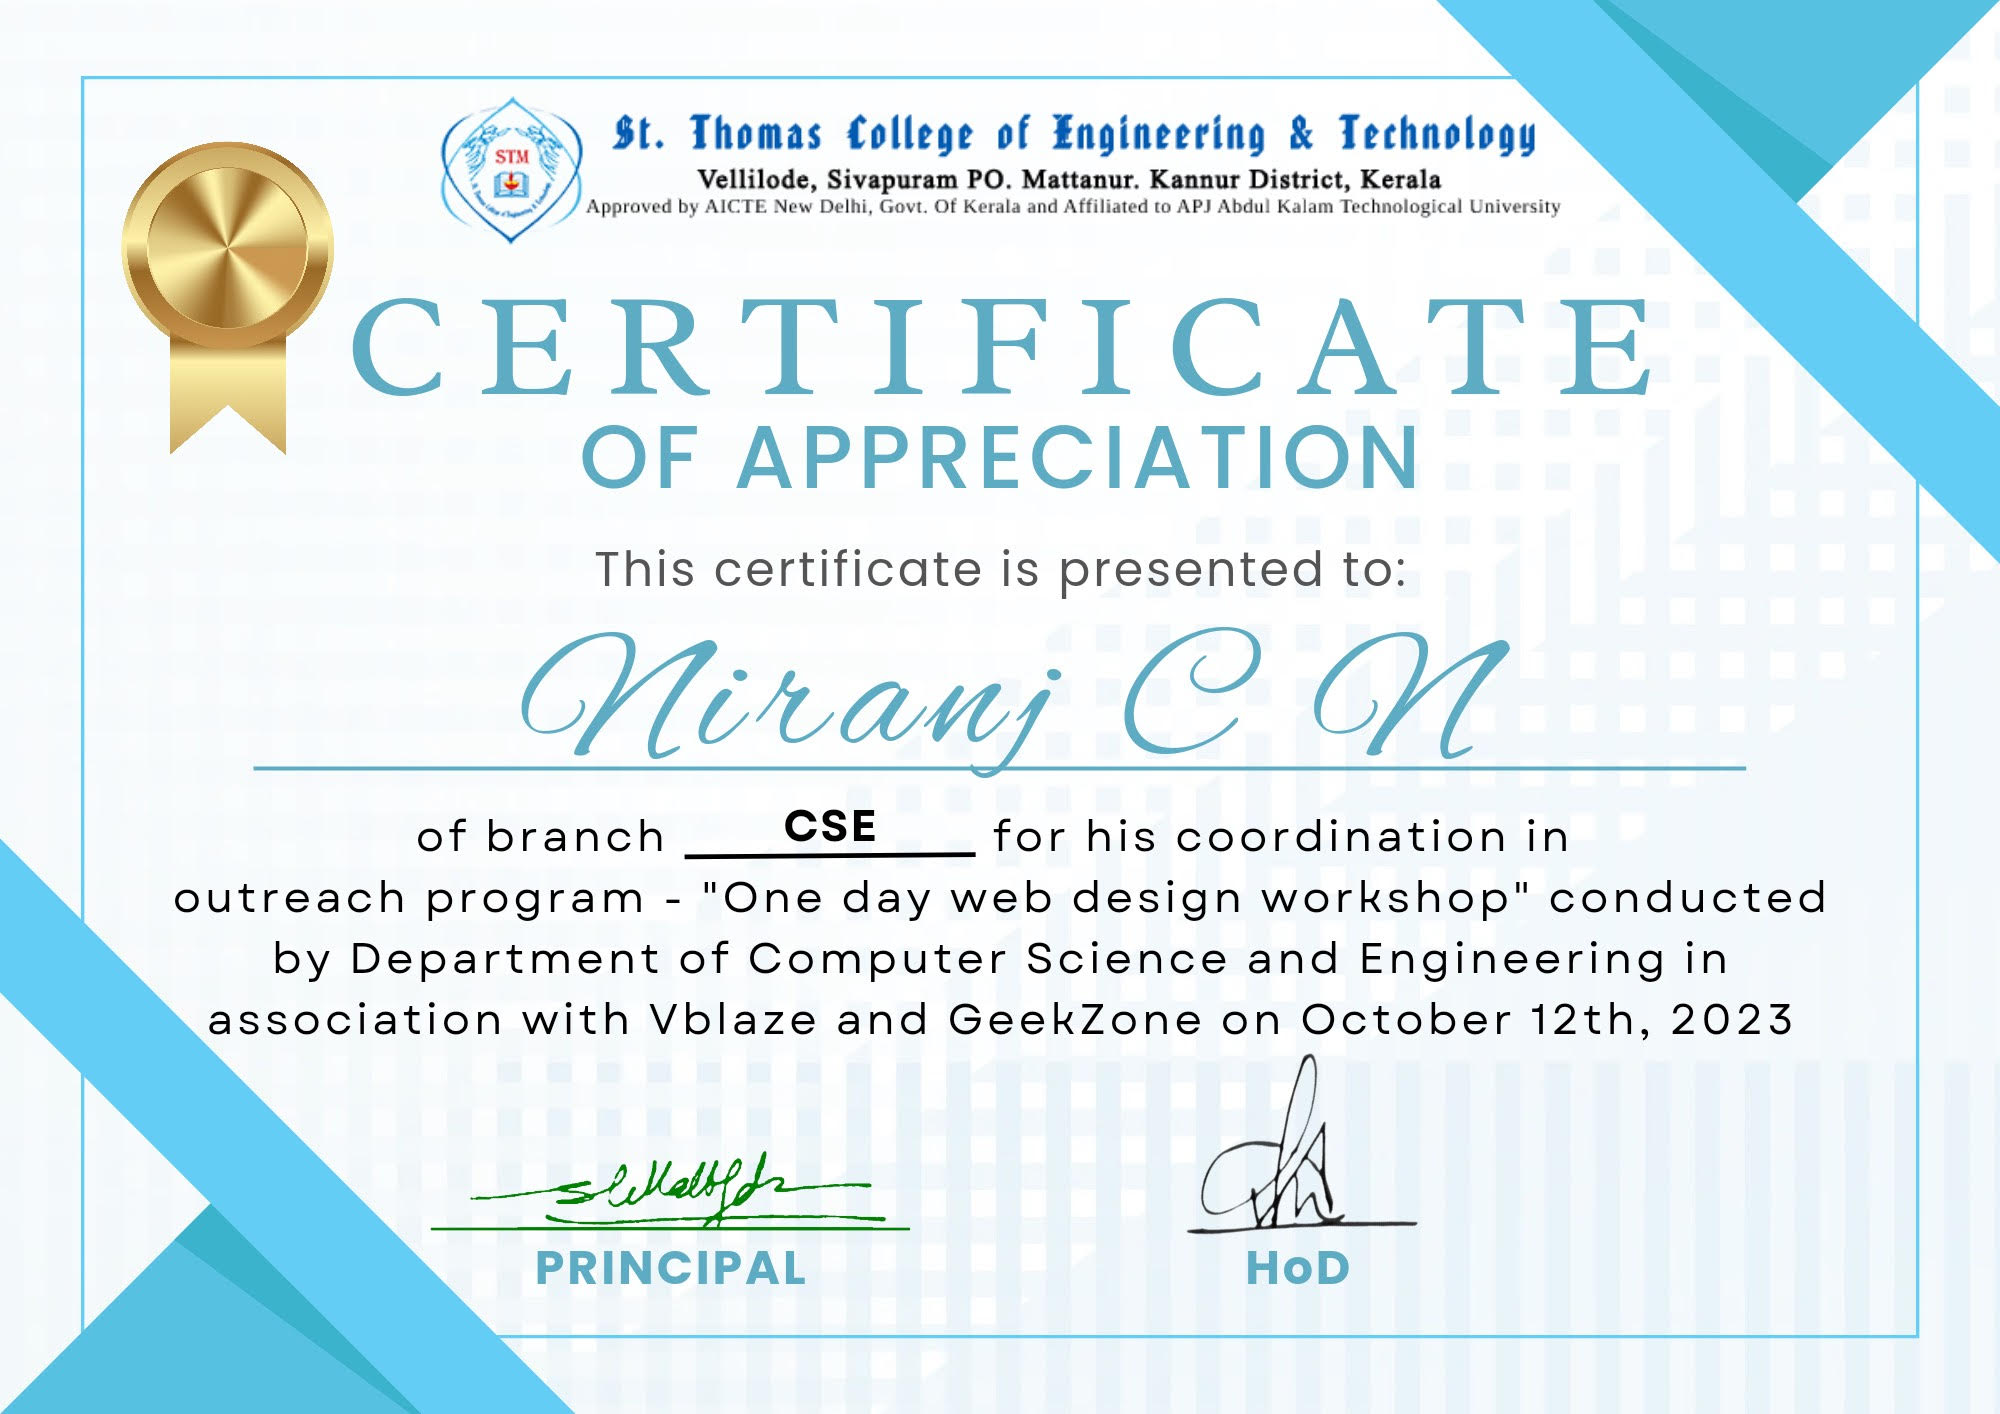 STM
St. Thomas College of Engineering & Technology
Vellilode, Sivapuram PO. Mattanur. Kannur District, Kerala
Approved by AICTE New Delhi, Govt. Of Kerala and Affiliated to APJ Abdul Kalam Technological University
CERTIFICATE
OF APPRECIATION
This certificate is presented to:
Niranj C N
of branch CSE for his coordination in
outreach program - "One day web design workshop" conducted
by Department of Computer Science and Engineering in
association with Vblaze and GeekZone on October 12th, 2023
PRINCIPAL
HoD